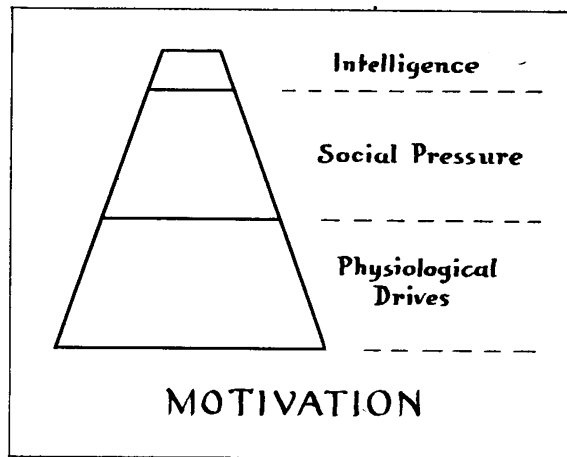 Intelligence
Social Pressure
Physiological
Drives
MOTIVATION